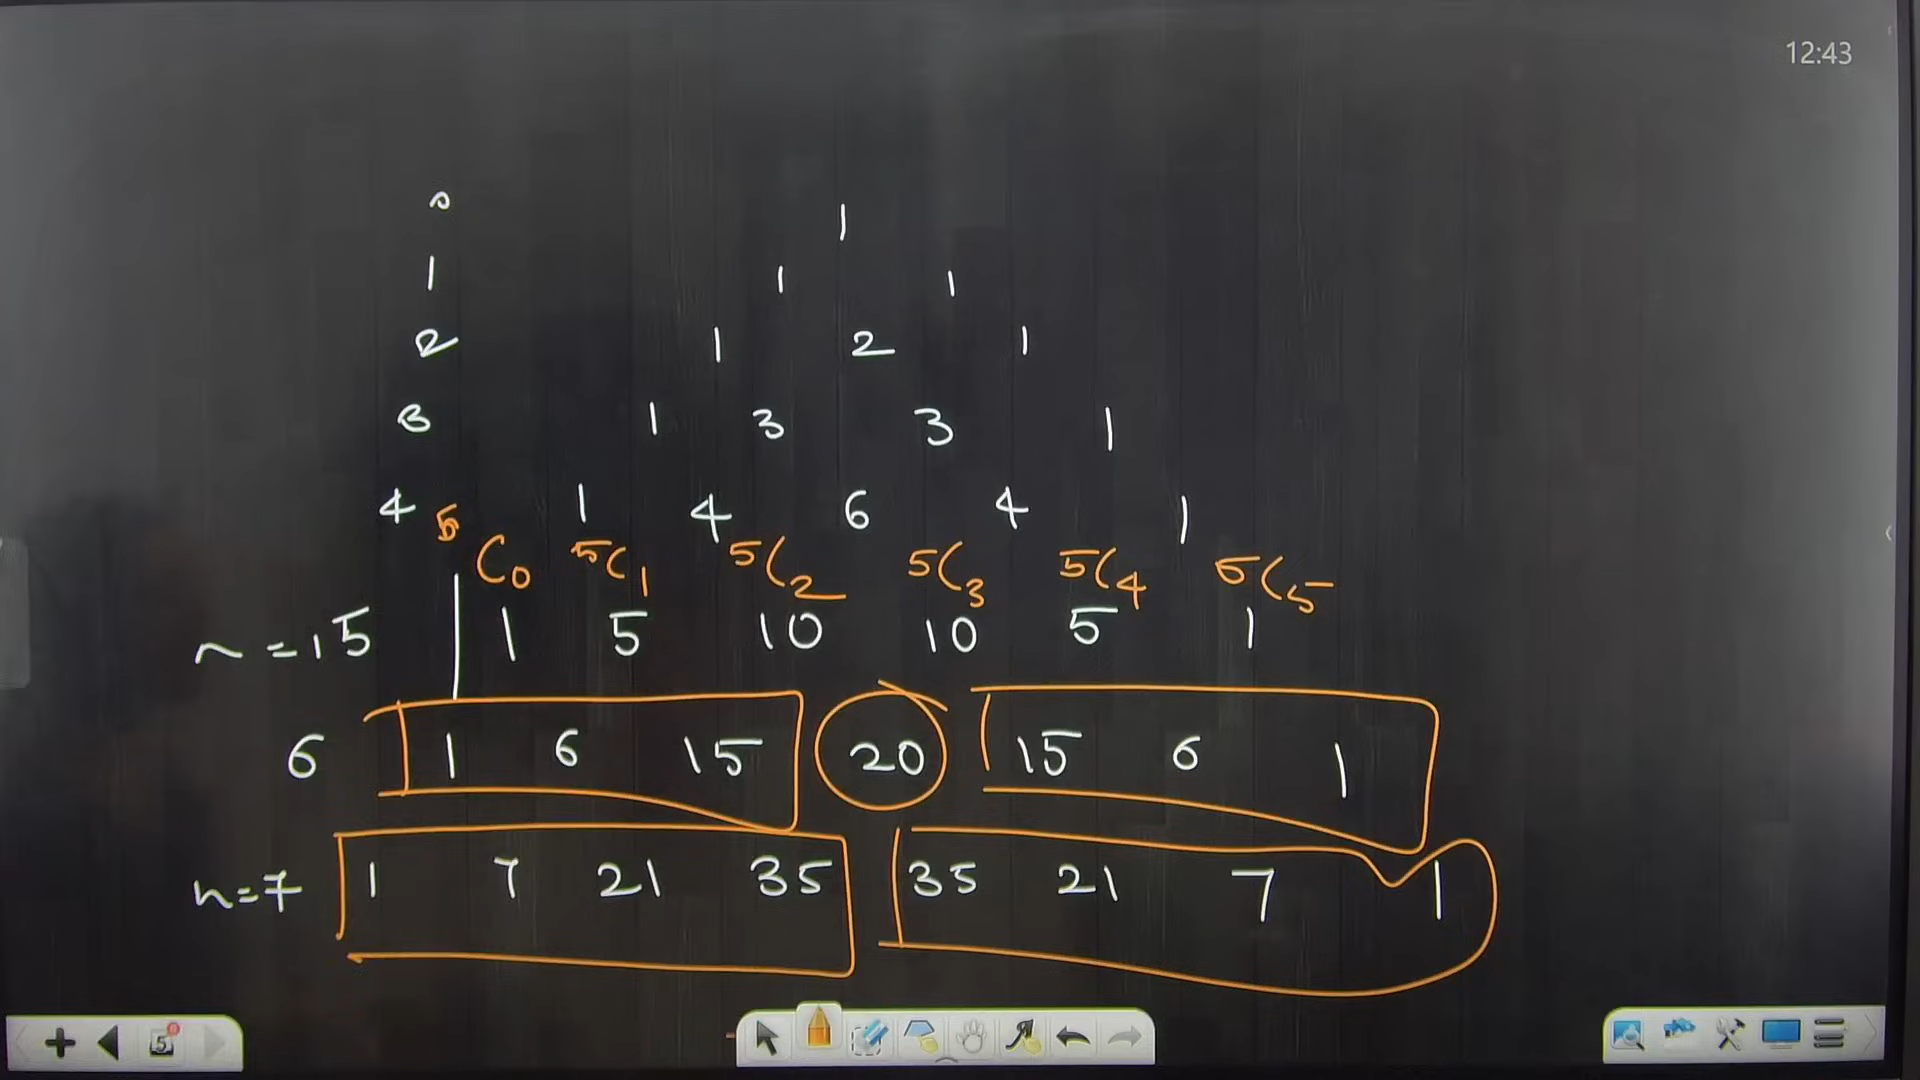 12:43
0 1
1 1 1
2 1 2 1
3 1 3 3 1
4 1 4 6 4 1
5C0 5C1 5C2 5C3 5C4 5C5
n=15 | 1 5 10 10 5 1
6 1 6 15 20 15 6 1
n=7 1 7 21 35 35 21 7 1
5